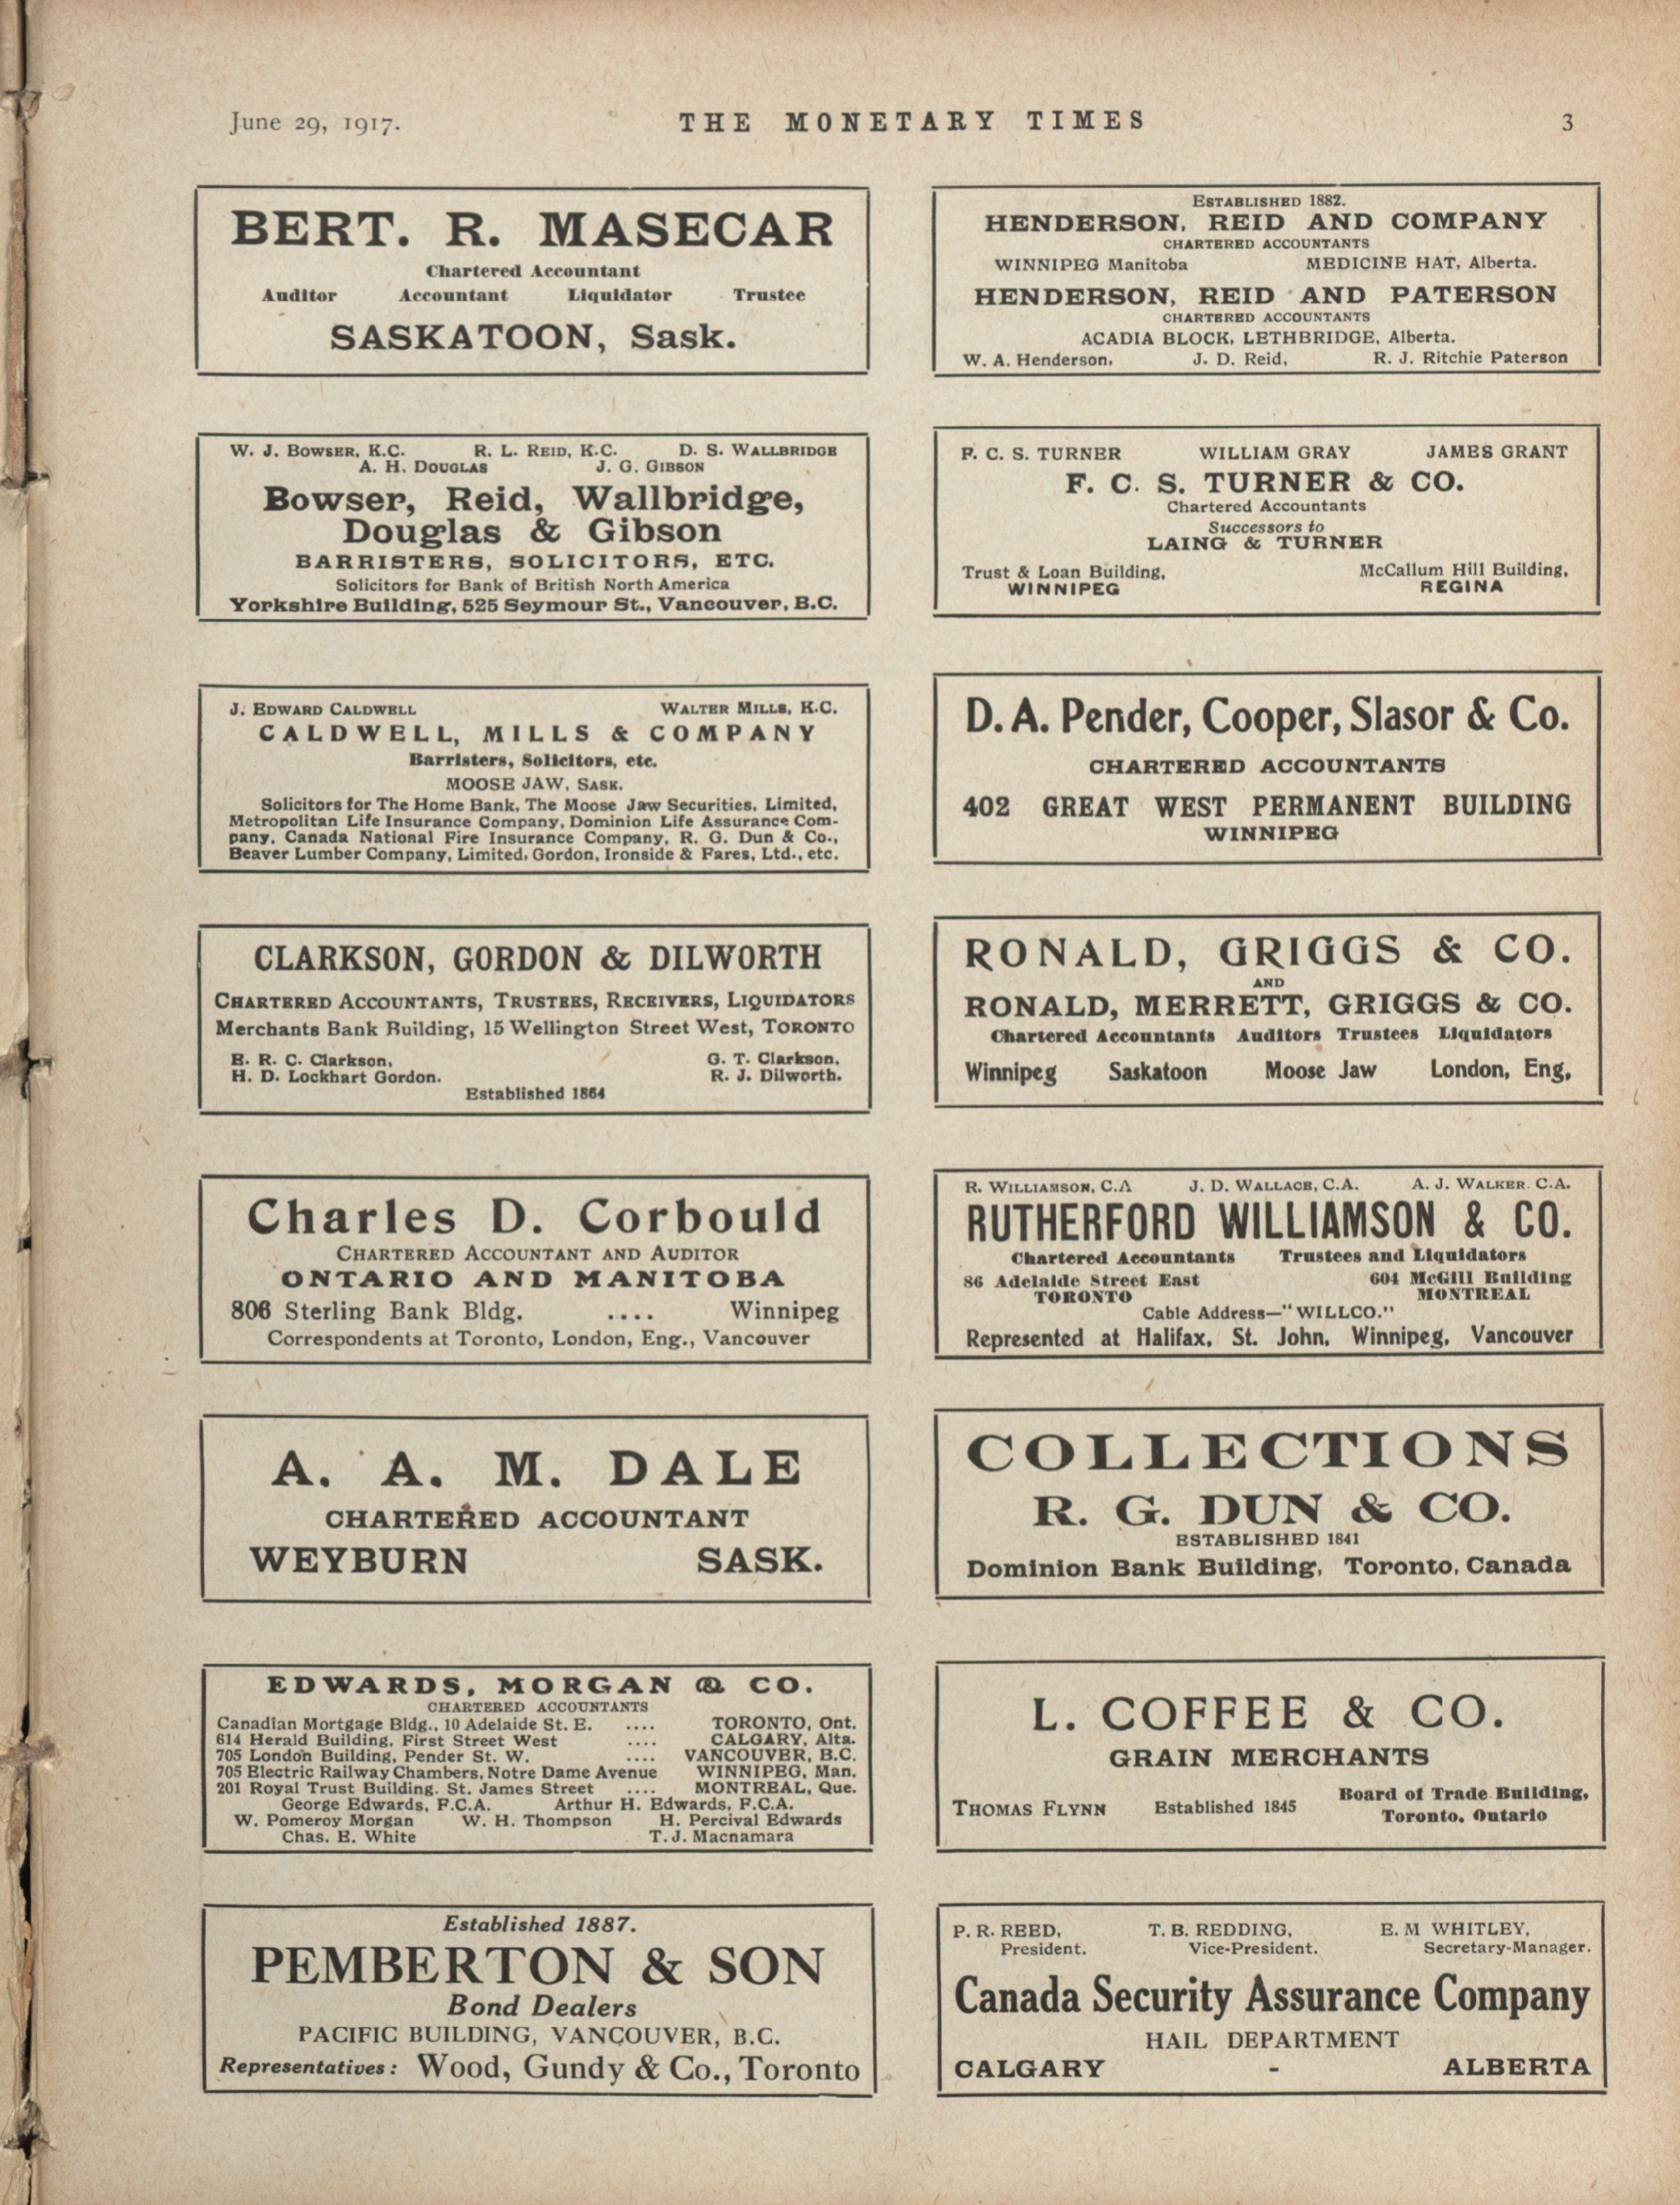 June 29, 1917.
THE MONETARY TIMES
3
BERT. R. MASECAR
Chartered Accountant
Auditor Accountant Liquidator Trustee
SASKATOON, Sask.
W. J. BOWSER, K.C. R. L. REID, K.C. D. S. WALLBRIDGE
A. H. DOUGLAS J. G. GIBSON
Bowser, Reid, Wallbridge,
Douglas & Gibson
BARRISTERS, SOLICITORS, ETC.
Solicitors for Bank of British North America
Yorkshire Building, 525 Seymour St., Vancouver, B.C.
J. EDWARD CALDWELL WALTER MILLS, K.C.
CALDWELL, MILLS & COMPANY
Barristers, Solicitors, etc.
MOOSE JAW, SASK.
Solicitors for The Home Bank, The Moose Jaw Securities, Limited,
Metropolitan Life Insurance Company, Dominion Life Assurance Com-
pany, Canada National Fire Insurance Company, R. G. Dun & Co.,
Beaver Lumber Company, Limited, Gordon, Ironside & Fares, Ltd., etc.
CLARKSON, GORDON & DILWORTH
CHARTERED ACCOUNTANTS, TRUSTEES, RECEIVERS, LIQUIDATORS
Merchants Bank Building, 15 Wellington Street West, TORONTO
E. R. C. Clarkson. G. T. Clarkson.
H. D. Lockhart Gordon. R. J. Dilworth.
Established 1864
Charles D. Corbould
CHARTERED ACCOUNTANT AND AUDITOR
ONTARIO AND MANITOBA
806 Sterling Bank Bldg. .... Winnipeg
Correspondents at Toronto, London, Eng., Vancouver
A. A. M. DALE
CHARTERED ACCOUNTANT
WEYBURN SASK.
EDWARDS, MORGAN & CO.
CHARTERED ACCOUNTANTS
Canadian Mortgage Bldg., 10 Adelaide St. E. .... TORONTO, Ont.
614 Herald Building, First Street West .... CALGARY, Alta.
705 London Building, Pender St. W. .... VANCOUVER, B.C.
705 Electric Railway Chambers, Notre Dame Avenue WINNIPEG, Man.
201 Royal Trust Building, St. James Street .... MONTREAL, Que.
George Edwards, F.C.A. Arthur H. Edwards, F.C.A.
W. Pomeroy Morgan W. H. Thompson H. Percival Edwards
Chas. E. White T. J. Macnamara
Established 1887.
PEMBERTON & SON
Bond Dealers
PACIFIC BUILDING, VANCOUVER, B.C.
Representatives: Wood, Gundy & Co., Toronto
ESTABLISHED 1882.
HENDERSON, REID AND COMPANY
CHARTERED ACCOUNTANTS
WINNIPEG Manitoba MEDICINE HAT, Alberta.
HENDERSON, REID AND PATERSON
CHARTERED ACCOUNTANTS
ACADIA BLOCK, LETHBRIDGE, Alberta.
W. A. Henderson. J. D. Reid. R. J. Ritchie Paterson
F. C. S. TURNER WILLIAM GRAY JAMES GRANT
F. C. S. TURNER & CO.
Chartered Accountants
Successors to
LAING & TURNER
Trust & Loan Building, McCallum Hill Building,
WINNIPEG REGINA
D. A. Pender, Cooper, Slasor & Co.
CHARTERED ACCOUNTANTS
402 GREAT WEST PERMANENT BUILDING
WINNIPEG
RONALD, GRIGGS & CO.
AND
RONALD, MERRETT, GRIGGS & CO.
Chartered Accountants Auditors Trustees Liquidators
Winnipeg Saskatoon Moose Jaw London, Eng,
R. WILLIAMSON, C.A J. D. WALLACE, C.A. A. J. WALKER. C.A.
RUTHERFORD WILLIAMSON & CO.
Chartered Accountants Trustees and Liquidators
86 Adelaide Street East 604 McGill Building
TORONTO MONTREAL
Cable Address—"WILLCO."
Represented at Halifax, St. John, Winnipeg, Vancouver
COLLECTIONS
R. G. DUN & CO.
ESTABLISHED 1841
Dominion Bank Building, Toronto, Canada
L. COFFEE & CO.
GRAIN MERCHANTS
THOMAS FLYNN Established 1845 Board of Trade Building,
Toronto, Ontario
P. R. REED, T. B. REDDING, E. M WHITLEY,
President. Vice-President. Secretary-Manager.
Canada Security Assurance Company
HAIL DEPARTMENT
CALGARY - ALBERTA